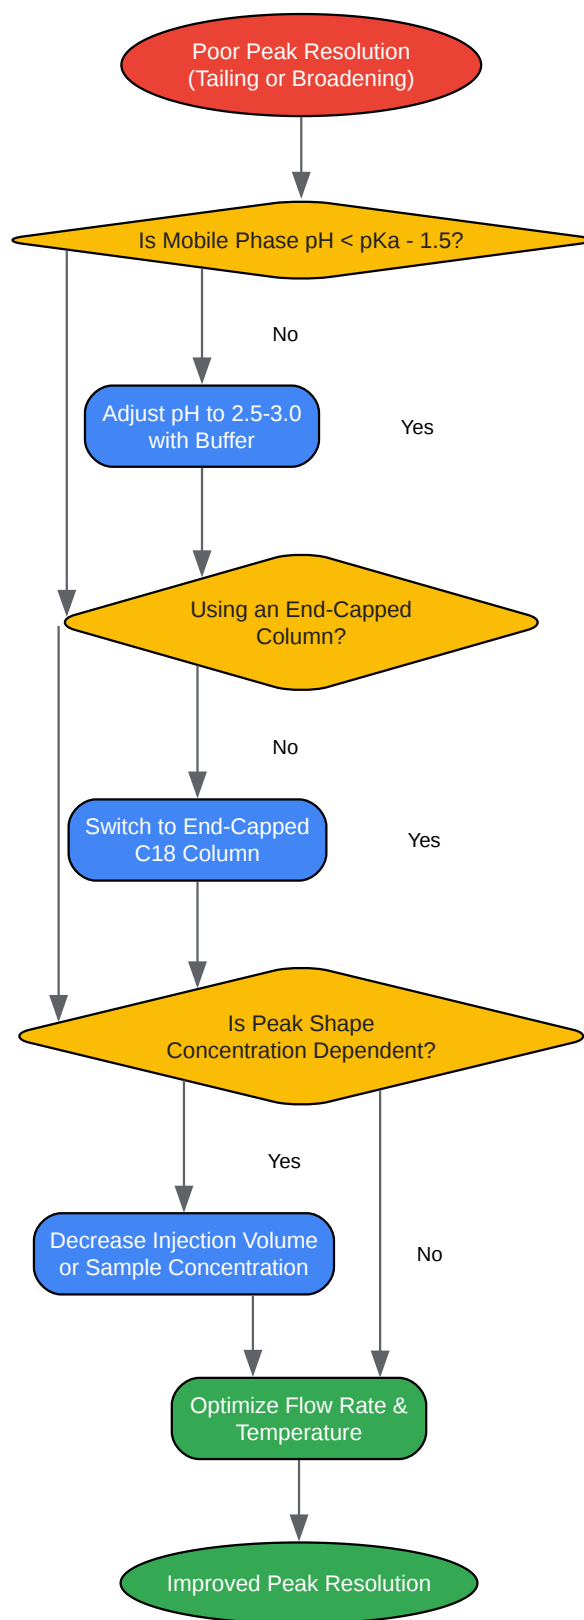 Poor Peak Resolution
(Tailing or Broadening)
Is Mobile Phase pH < pKa - 1.5?
No
Adjust pH to 2.5-3.0
with Buffer
Yes
Using an End-Capped
Column?
No
Switch to End-Capped
C18 Column
Yes
Is Peak Shape
Concentration Dependent?
Yes
Decrease Injection Volume
or Sample Concentration
No
Optimize Flow Rate &
Temperature
Improved Peak Resolution